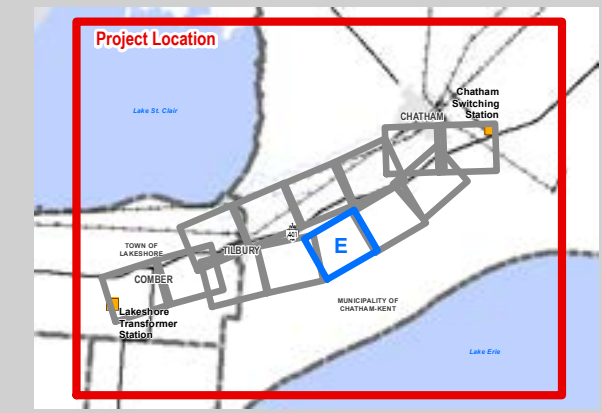 Project Location
Chatham
Switching
Station
Lake St. Clair
CHATHAM
401
E
TOWN OF
LAKESHORE
TILBURY
COMBER
MUNICIPALITY OF
CHATHAM-KENT
Lakeshore
Transformer
Station
Lake Erie